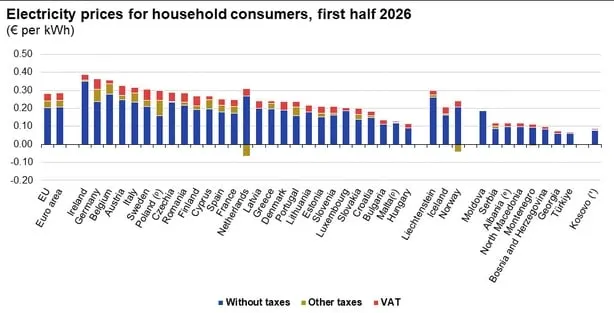 Electricity prices for household consumers, first half 2026
(€ per kWh)
0.50
0.40
0.30
0.20
0.10
0.00
-0.10
-0.20
EU
Euro area
Ireland
Germany
Belgium
Austria
Italy
Sweden
Poland (ᵖ)
Czechia
Romania
Finland
Cyprus
Spain
France
Netherlands
Latvia
Greece
Denmark
Portugal
Lithuania
Estonia
Slovenia
Luxembourg
Slovakia
Croatia
Bulgaria
Malta(ᵖ)
Hungary
Liechtenstein
Iceland
Norway
Moldova
Serbia
Albania (ᵉ)
North Macedonia
Montenegro
Bosnia and Herzegovina
Georgia
Türkiye
Kosovo (*)
Without taxes
Other taxes
VAT